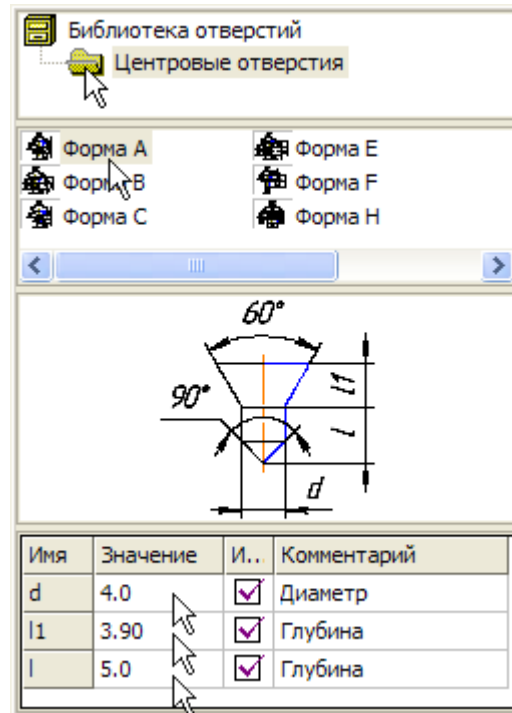 Библиотека отверстий
Центровые отверстия
Форма A Форма E
Форма B Форма F
Форма C Форма H
60°
90°
l1
l
d
Имя Значение И... Комментарий
d 4.0 Диаметр
l1 3.90 Глубина
l 5.0 Глубина